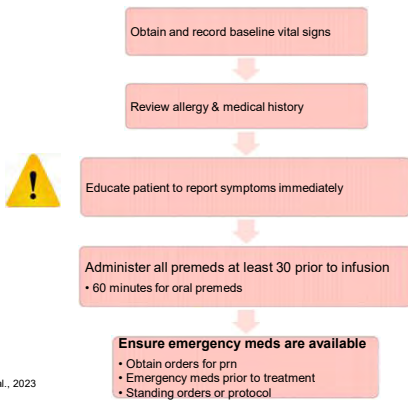 Obtain and record baseline vital signs
Review allergy & medical history
Educate patient to report symptoms immediately
Administer all premeds at least 30 prior to infusion
• 60 minutes for oral premeds
Ensure emergency meds are available
• Obtain orders for prn
• Emergency meds prior to treatment
• Standing orders or protocol
al., 2023